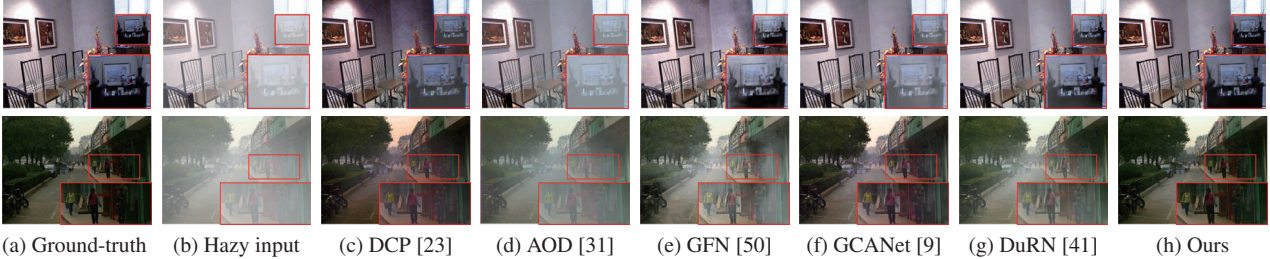 (a) Ground-truth (b) Hazy input (c) DCP [23] (d) AOD [31] (e) GFN [50] (f) GCANet [9] (g) DuRN [41] (h) Ours